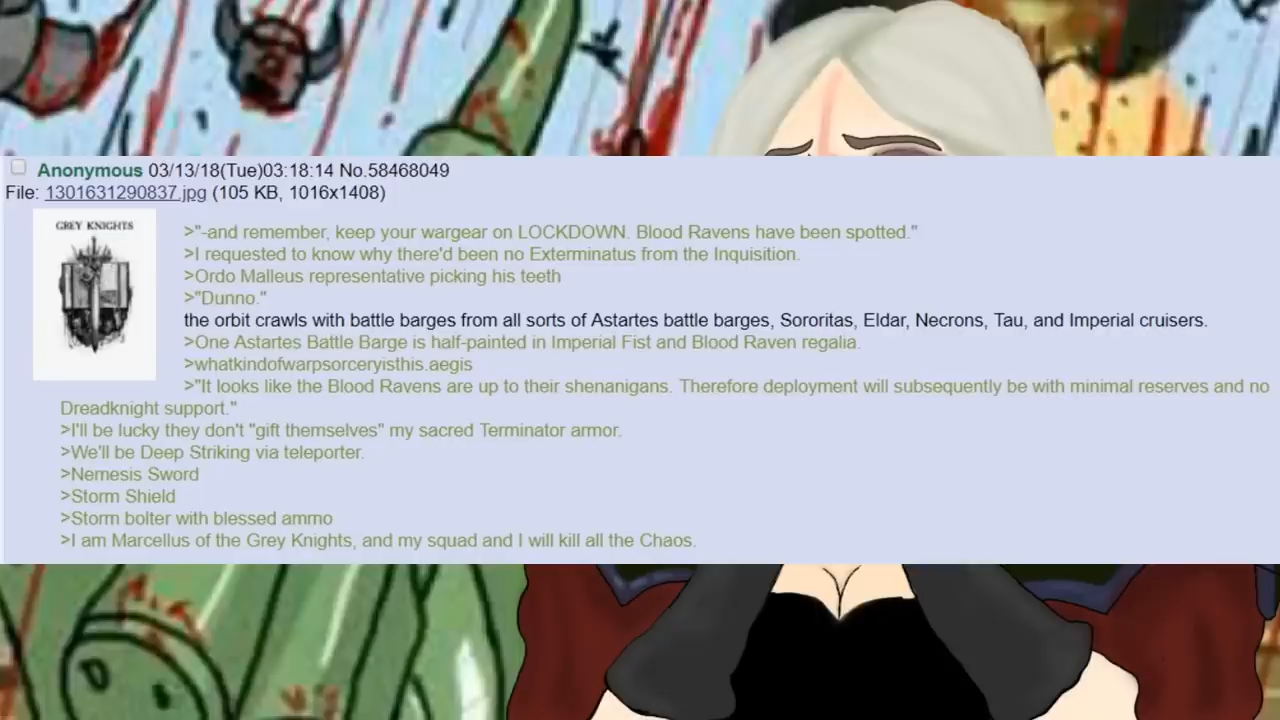 Anonymous 03/13/18(Tue)03:18:14 No.58468049
File: 1301631290837.jpg (105 KB, 1016x1408)
GREY KNIGHTS
>"-and remember, keep your wargear on LOCKDOWN. Blood Ravens have been spotted."
>I requested to know why there'd been no Exterminatus from the Inquisition.
>Ordo Malleus representative picking his teeth
>"Dunno."
the orbit crawls with battle barges from all sorts of Astartes battle barges, Sororitas, Eldar, Necrons, Tau, and Imperial cruisers.
>One Astartes Battle Barge is half-painted in Imperial Fist and Blood Raven regalia.
>whatkindofwarpsorceryisthis.aegis
>"It looks like the Blood Ravens are up to their shenanigans. Therefore deployment will subsequently be with minimal reserves and no
Dreadknight support."
>I'll be lucky they don't "gift themselves" my sacred Terminator armor.
>We'll be Deep Striking via teleporter.
>Nemesis Sword
>Storm Shield
>Storm bolter with blessed ammo
>I am Marcellus of the Grey Knights, and my squad and I will kill all the Chaos.